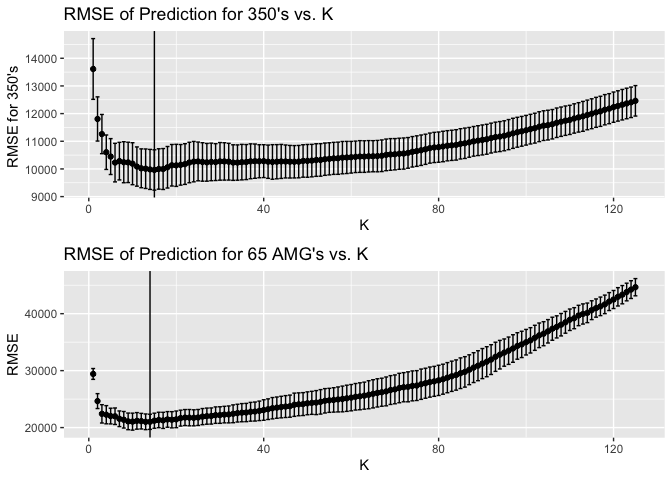 RMSE of Prediction for 350's vs. K
14000
13000
12000
11000
10000
9000
RMSE for 350's
0 40 80 120
K
RMSE of Prediction for 65 AMG's vs. K
40000
30000
20000
RMSE
0 40 80 120
K